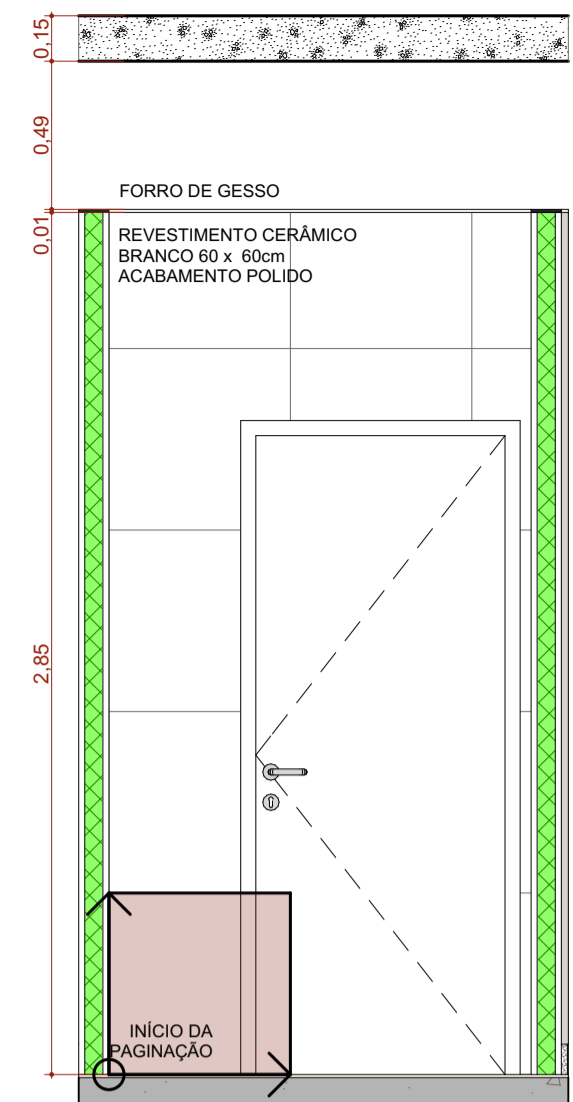 0,15
0,49
FORRO DE GESSO
0,01
REVESTIMENTO CERÂMICO
BRANCO 60 x 60cm
ACABAMENTO POLIDO
2,85
INÍCIO DA
PAGINAÇÃO